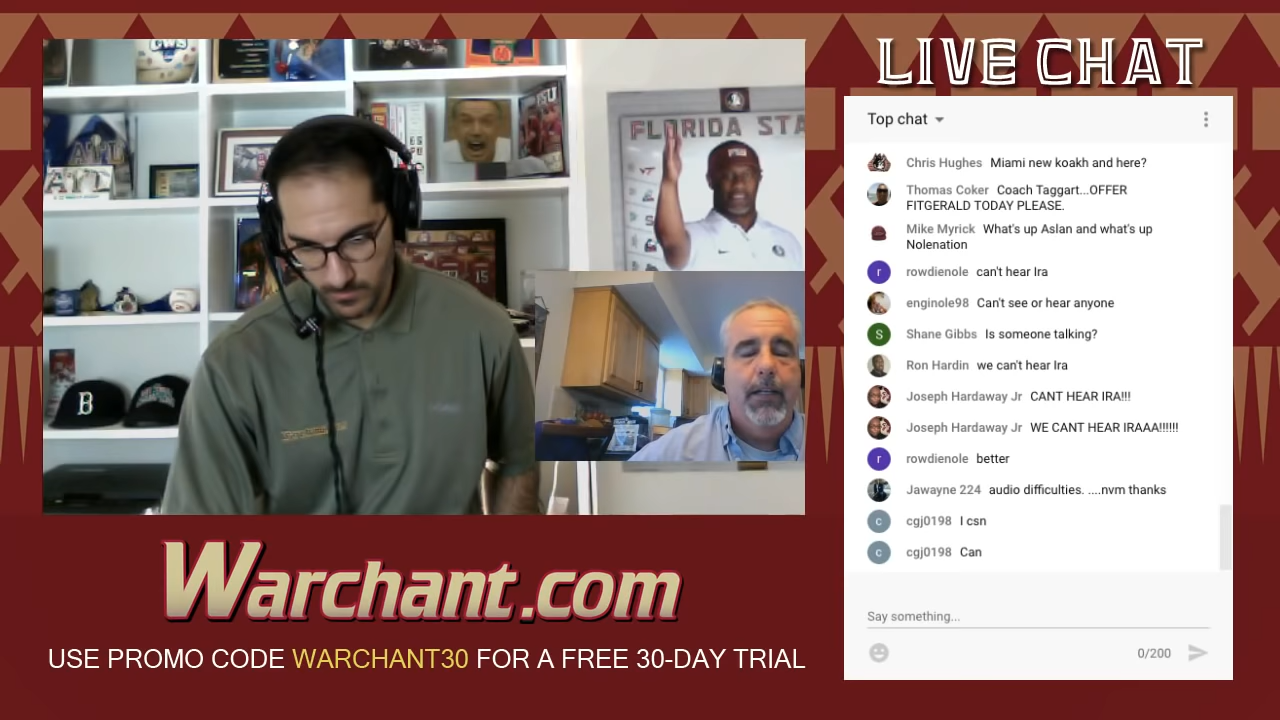 LIVE CHAT
Top chat
Chris Hughes Miami new koakh and here?
Thomas Coker Coach Taggart...OFFER
FITGERALD TODAY PLEASE.
Mike Myrick What's up Aslan and what's up
Nolenation
r rowdienole can't hear Ira
enginole98 Can't see or hear anyone
S Shane Gibbs Is someone talking?
Ron Hardin we can't hear Ira
Joseph Hardaway Jr CANT HEAR IRA!!!
Joseph Hardaway Jr WE CANT HEAR IRAAA!!!!!!
r rowdienole better
Jawayne 224 audio difficulties. ....nvm thanks
c cgj0198 I csn
c cgj0198 Can
Say something...
0/200
CWS
FSU
FLORIDA STA
15
B
Warchant.com
USE PROMO CODE WARCHANT30 FOR A FREE 30-DAY TRIAL